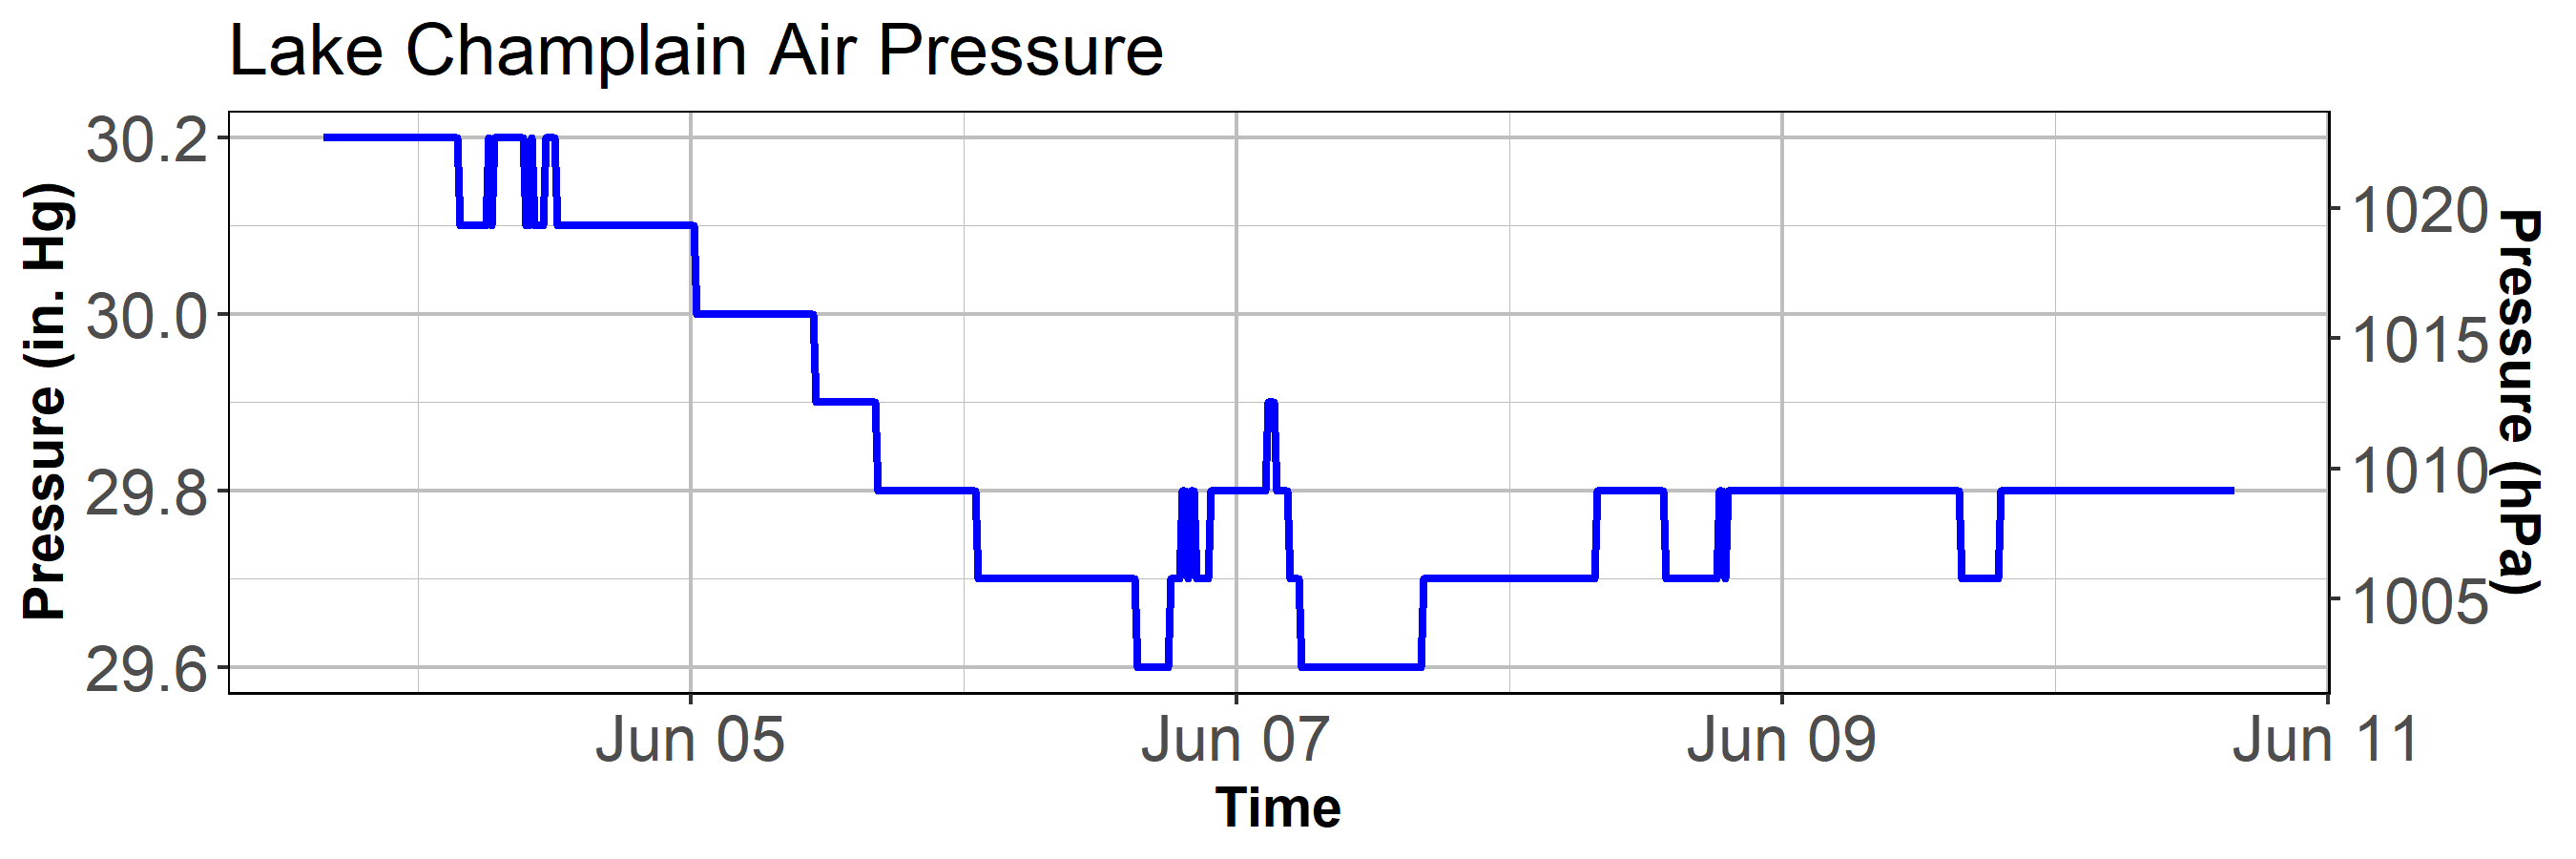 Lake Champlain Air Pressure
30.2
30.0
29.8
29.6
Pressure (in. Hg)
1020
1015
1010
1005
Pressure (hPa)
Jun 05
Jun 07
Jun 09
Jun 11
Time